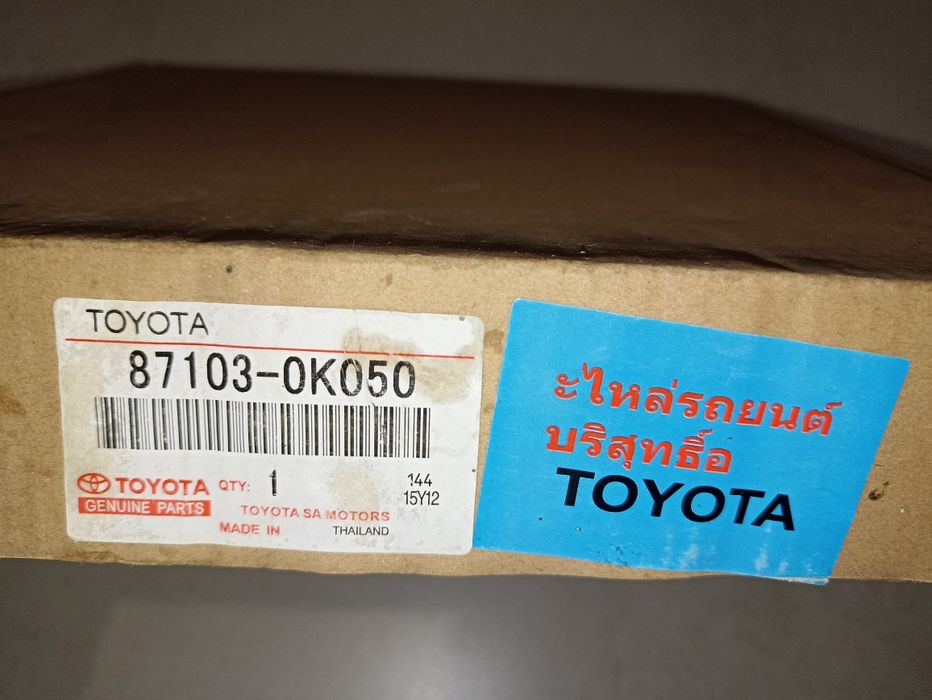 TOYOTA
87103-0K050
TOYOTA QTY: 1 144
GENUINE PARTS 15Y12
TOYOTA SA MOTORS
MADE IN THAILAND
ะไหล่รถยนต์
บริสุทธิ์อ
TOYOTA